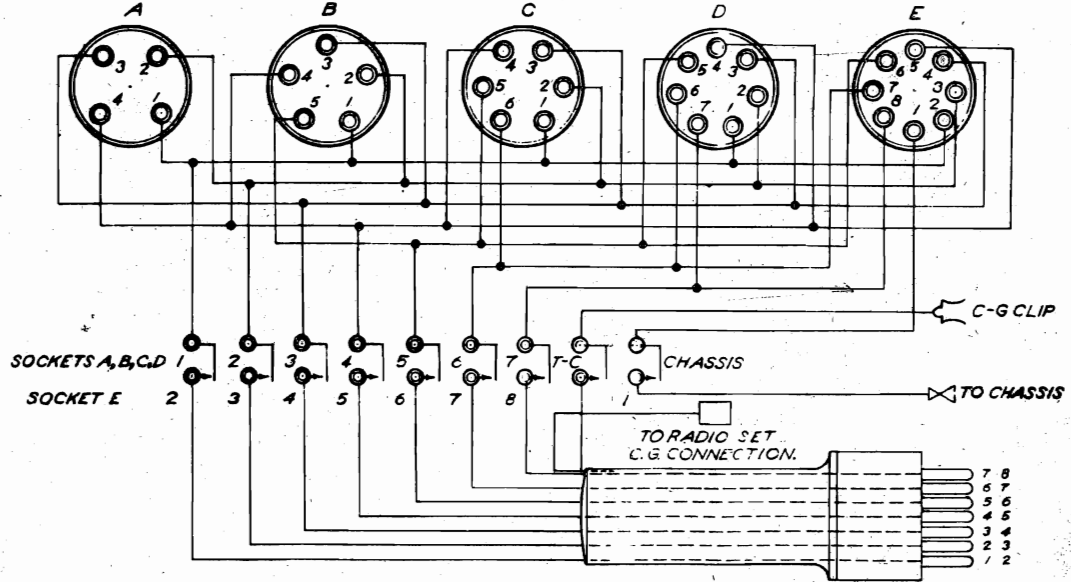 A B C D E
3 2 4 1
3 4 2 5 1
4 3 5 2 6 1
4 5 3 6 2 7 1
5 6 4 7 3 8 2 1
C-G CLIP
SOCKETS A,B,C,D 1 2 3 4 5 6 7 T-C CHASSIS
SOCKET E 2 3 4 5 6 7 8 1
TO CHASSIS
TO RADIO SET
C.G. CONNECTION.
7 8
6 7
5 6
4 5
3 4
2 3
1 2